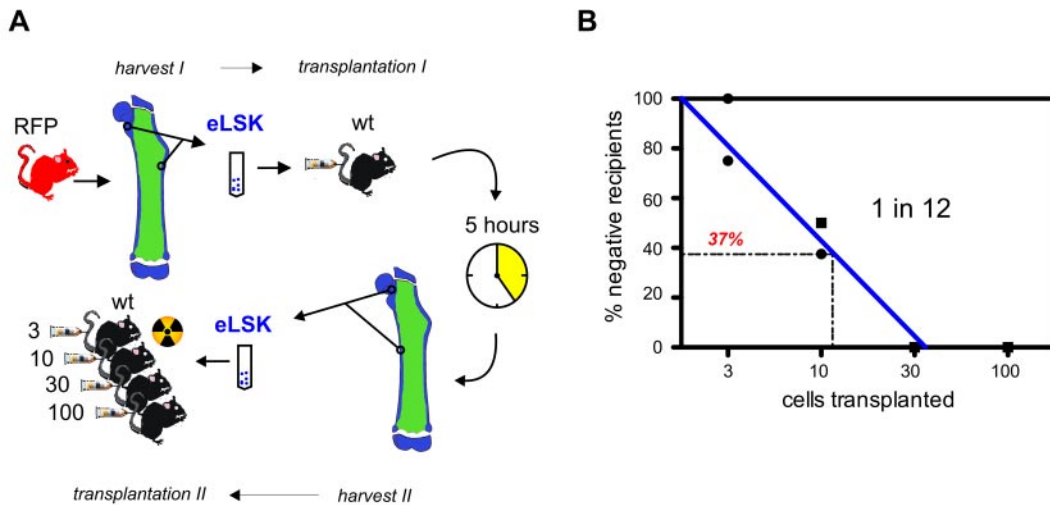 A
harvest I
transplantation I
RFP
eLSK
wt
5 hours
wt
eLSK
3
10
30
100
transplantation II
harvest II
B
100
80
60
40
20
0
% negative recipients
37%
1 in 12
3
10
30
100
cells transplanted